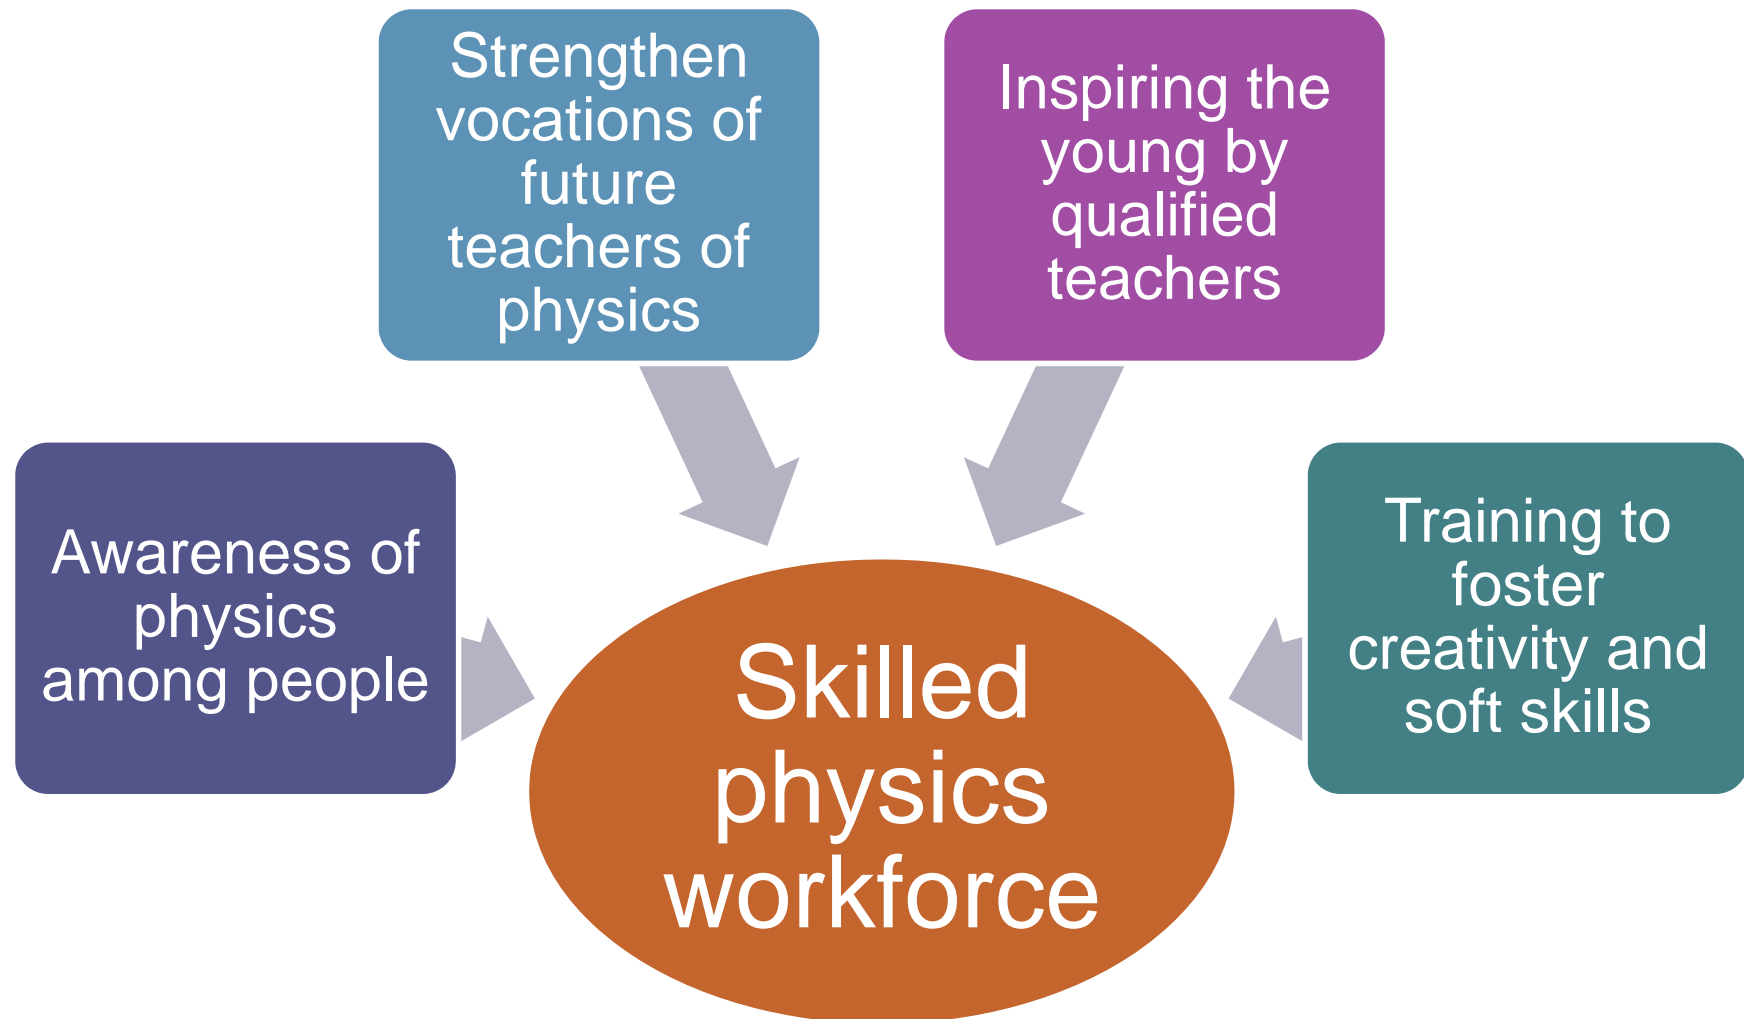 Strengthen
vocations of
future
teachers of
physics
Inspiring the
young by
qualified
teachers
Awareness of
physics
among people
Training to
foster
creativity and
soft skills
Skilled
physics
workforce